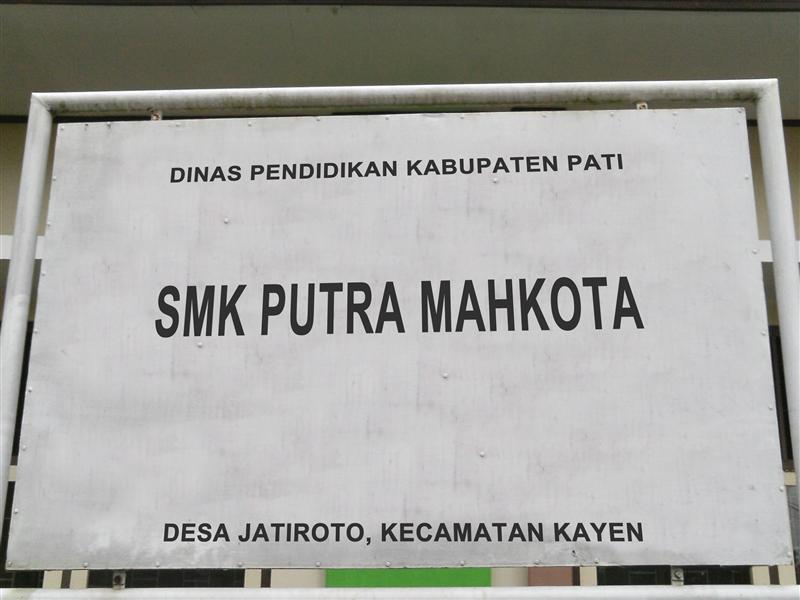 DINAS PENDIDIKAN KABUPATEN PATI
SMK PUTRA MAHKOTA
DESA JATIROTO, KECAMATAN KAYEN